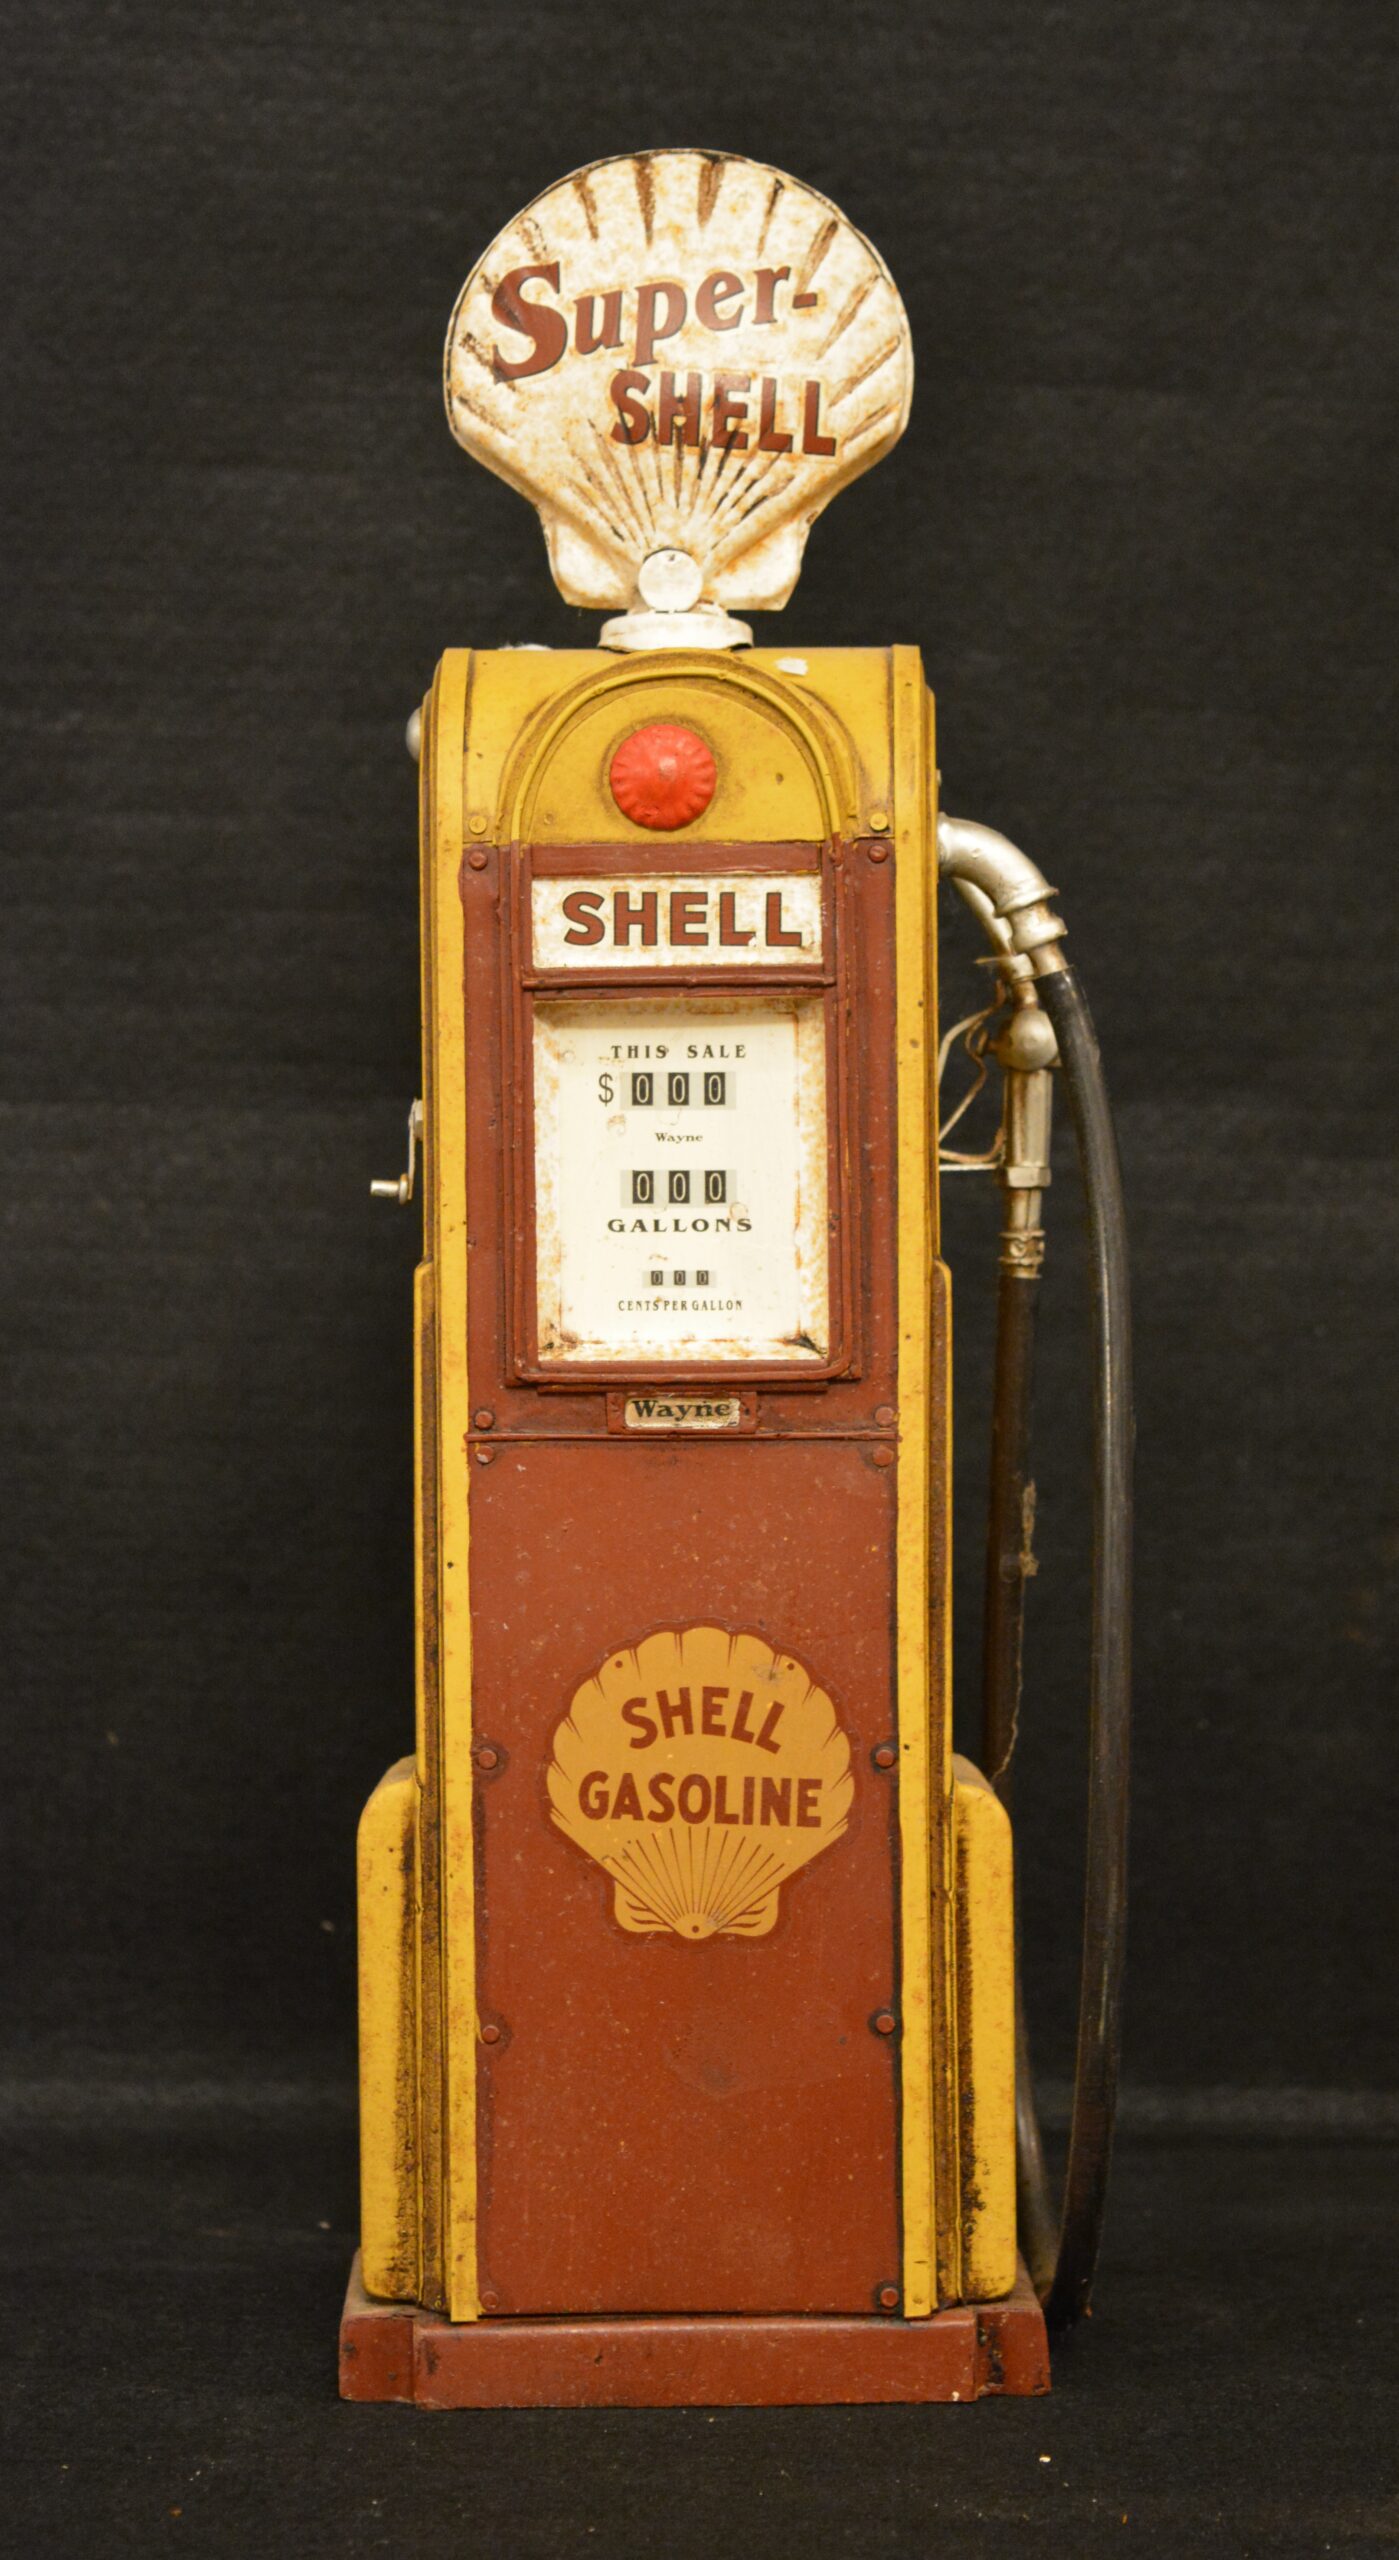 Super-
SHELL
SHELL
THIS SALE
$ 000
Wayne
000
GALLONS
000
CENTS PER GALLON
Wayne
SHELL
GASOLINE